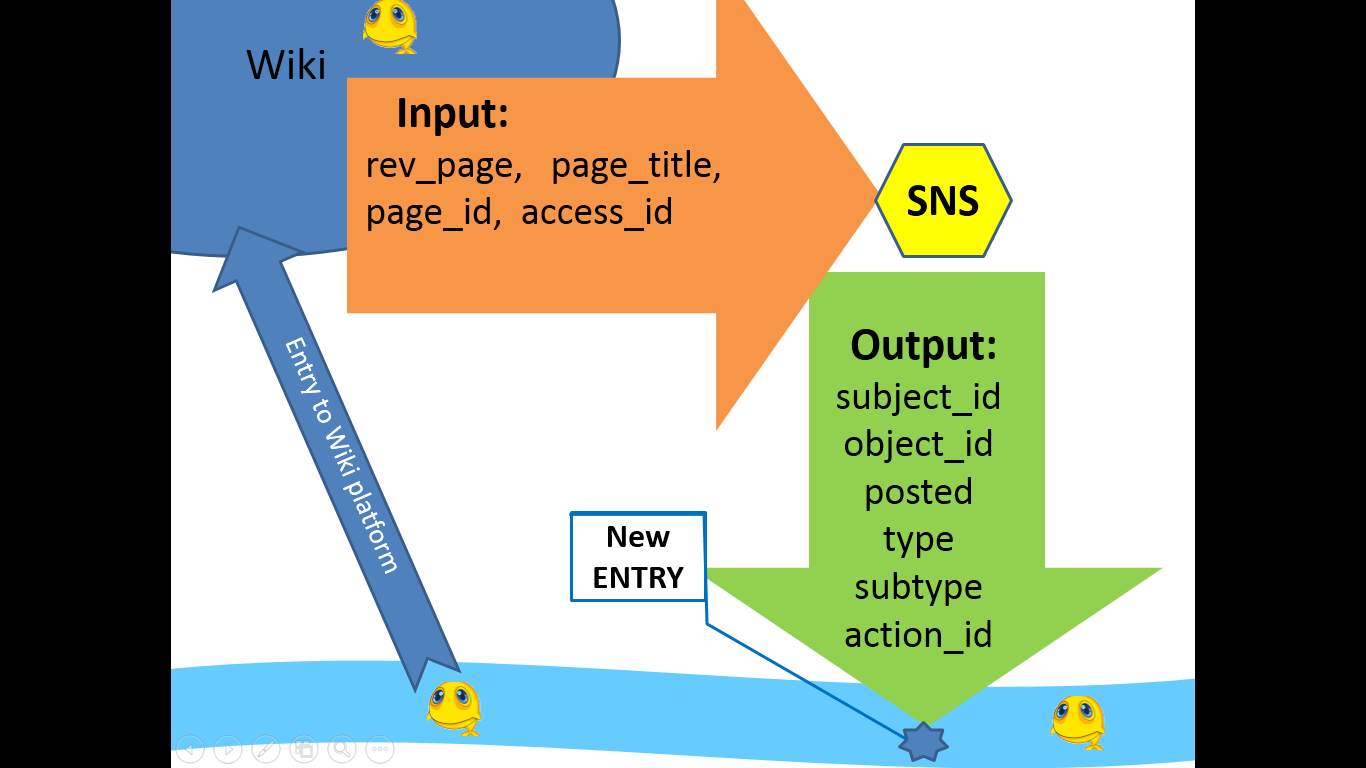 Wiki
Input:
rev_page, page_title,
page_id, access_id
SNS
Output:
subject_id
object_id
posted
type
subtype
action_id
Entry to Wiki platform
New
ENTRY